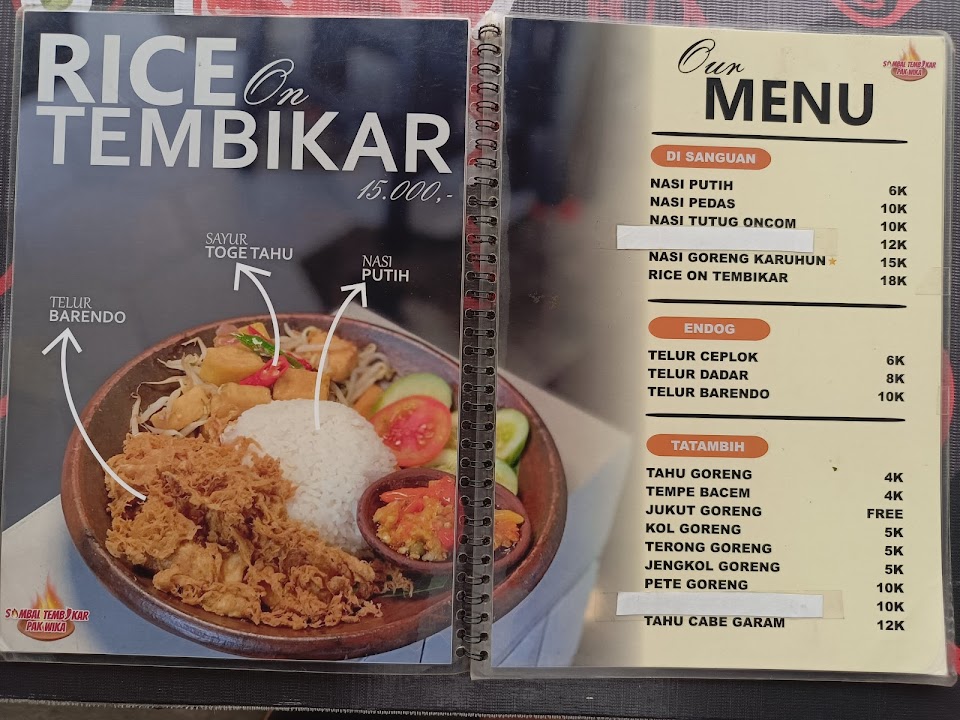 RICE On
TEMBIKAR
15.000,-
SAYUR
TOGE TAHU
NASI
PUTIH
TELUR
BARENDO
SAMBAL TEMBIKAR
PAK WIKA
Our
MENU
SAMBAL TEMBIKAR
PAK WIKA
DI SANGUAN
NASI PUTIH 6K
NASI PEDAS 10K
NASI TUTUG ONCOM 10K
12K
NASI GORENG KARUHUN 15K
RICE ON TEMBIKAR 18K
ENDOG
TELUR CEPLOK 6K
TELUR DADAR 8K
TELUR BARENDO 10K
TATAMBIH
TAHU GORENG 4K
TEMPE BACEM 4K
JUKUT GORENG FREE
KOL GORENG 5K
TERONG GORENG 5K
JENGKOL GORENG 5K
PETE GORENG 10K
10K
TAHU CABE GARAM 12K